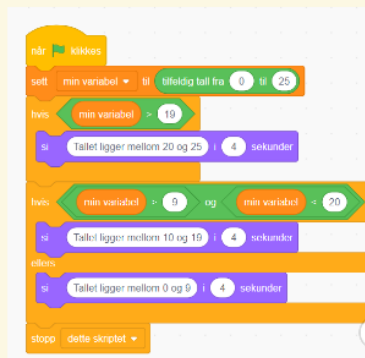 når klikkes
sett min variabel til tilfeldig tall fra 0 til 25
hvis min variabel > 19
si Tallet ligger mellom 20 og 25 i 4 sekunder
hvis min variabel > 9 og min variabel < 20
si Tallet ligger mellom 10 og 19 i 4 sekunder
ellers
si Tallet ligger mellom 0 og 9 i 4 sekunder
stopp dette skriptet